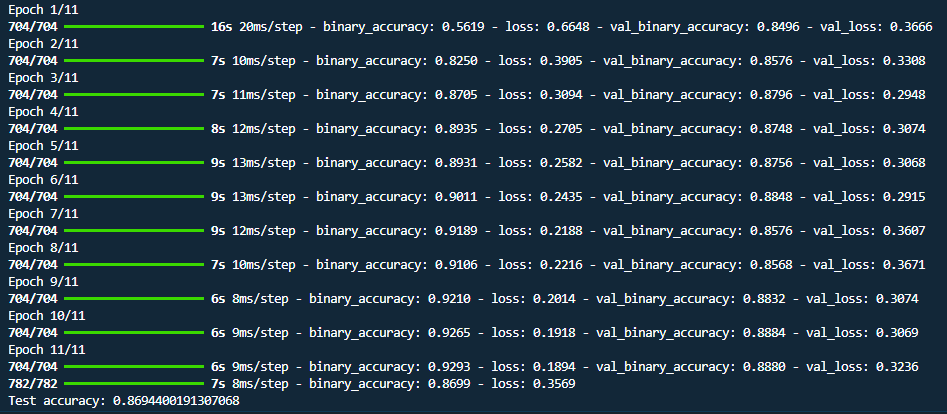 Epoch 1/11
704/704 16s 20ms/step - binary_accuracy: 0.5619 - loss: 0.6648 - val_binary_accuracy: 0.8496 - val_loss: 0.3666
Epoch 2/11
704/704 7s 10ms/step - binary_accuracy: 0.8250 - loss: 0.3905 - val_binary_accuracy: 0.8576 - val_loss: 0.3308
Epoch 3/11
704/704 7s 11ms/step - binary_accuracy: 0.8705 - loss: 0.3094 - val_binary_accuracy: 0.8796 - val_loss: 0.2948
Epoch 4/11
704/704 8s 12ms/step - binary_accuracy: 0.8935 - loss: 0.2705 - val_binary_accuracy: 0.8748 - val_loss: 0.3074
Epoch 5/11
704/704 9s 13ms/step - binary_accuracy: 0.8931 - loss: 0.2582 - val_binary_accuracy: 0.8756 - val_loss: 0.3068
Epoch 6/11
704/704 9s 13ms/step - binary_accuracy: 0.9011 - loss: 0.2435 - val_binary_accuracy: 0.8848 - val_loss: 0.2915
Epoch 7/11
704/704 9s 12ms/step - binary_accuracy: 0.9189 - loss: 0.2188 - val_binary_accuracy: 0.8576 - val_loss: 0.3607
Epoch 8/11
704/704 7s 10ms/step - binary_accuracy: 0.9106 - loss: 0.2216 - val_binary_accuracy: 0.8568 - val_loss: 0.3671
Epoch 9/11
704/704 6s 8ms/step - binary_accuracy: 0.9210 - loss: 0.2014 - val_binary_accuracy: 0.8832 - val_loss: 0.3074
Epoch 10/11
704/704 6s 9ms/step - binary_accuracy: 0.9265 - loss: 0.1918 - val_binary_accuracy: 0.8884 - val_loss: 0.3069
Epoch 11/11
704/704 6s 9ms/step - binary_accuracy: 0.9293 - loss: 0.1894 - val_binary_accuracy: 0.8880 - val_loss: 0.3236
782/782 7s 8ms/step - binary_accuracy: 0.8699 - loss: 0.3569
Test accuracy: 0.8694400191307068